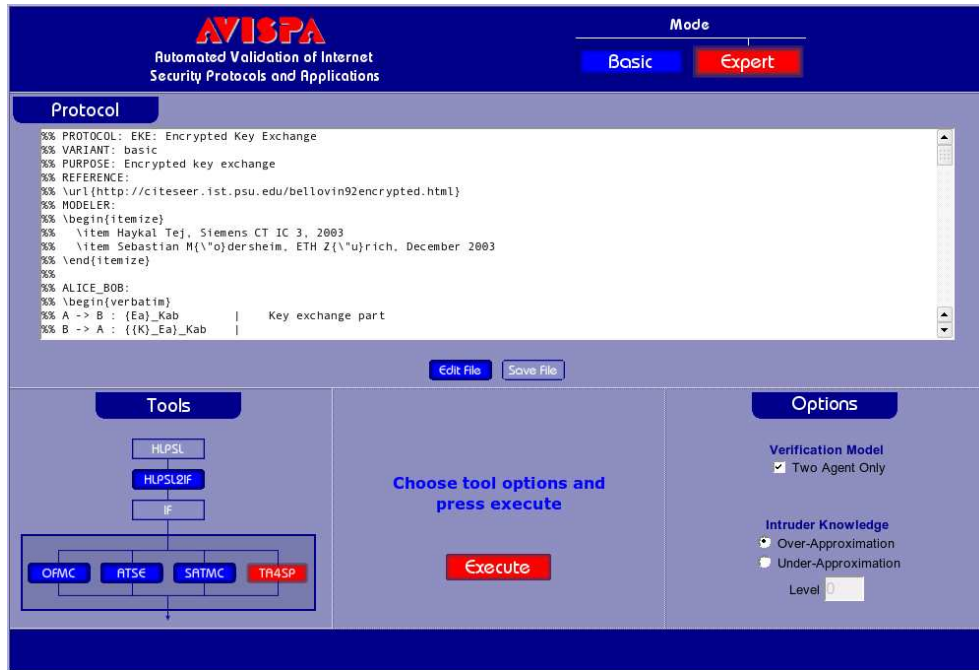 AVISPA
Automated Validation of Internet
Security Protocols and Applications
Mode
Basic
Expert
Protocol
%% PROTOCOL: EKE: Encrypted Key Exchange
%% VARIANT: basic
%% PURPOSE: Encrypted key exchange
%% REFERENCE:
%% \url{http://citeseer.ist.psu.edu/bellovin92encrypted.html}
%% MODELER:
%% \begin{itemize}
%%   \item Haykal Tej, Siemens CT IC 3, 2003
%%   \item Sebastian M{\"o}dersheim, ETH Z{\"u}rich, December 2003
%% \end{itemize}
%%
%% ALICE_BOB:
%% \begin{verbatim}
%% A -> B : {Ea}_Kab       |    Key exchange part
%% B -> A : {{K}_Ea}_Kab   |
Edit File
Save File
Tools
HLPSL
HLPSL2IF
IF
OFMC
ATSE
SATMC
TA4SP
Choose tool options and
press execute
Execute
Options
Verification Model
Two Agent Only
Intruder Knowledge
Over-Approximation
Under-Approximation
Level 0